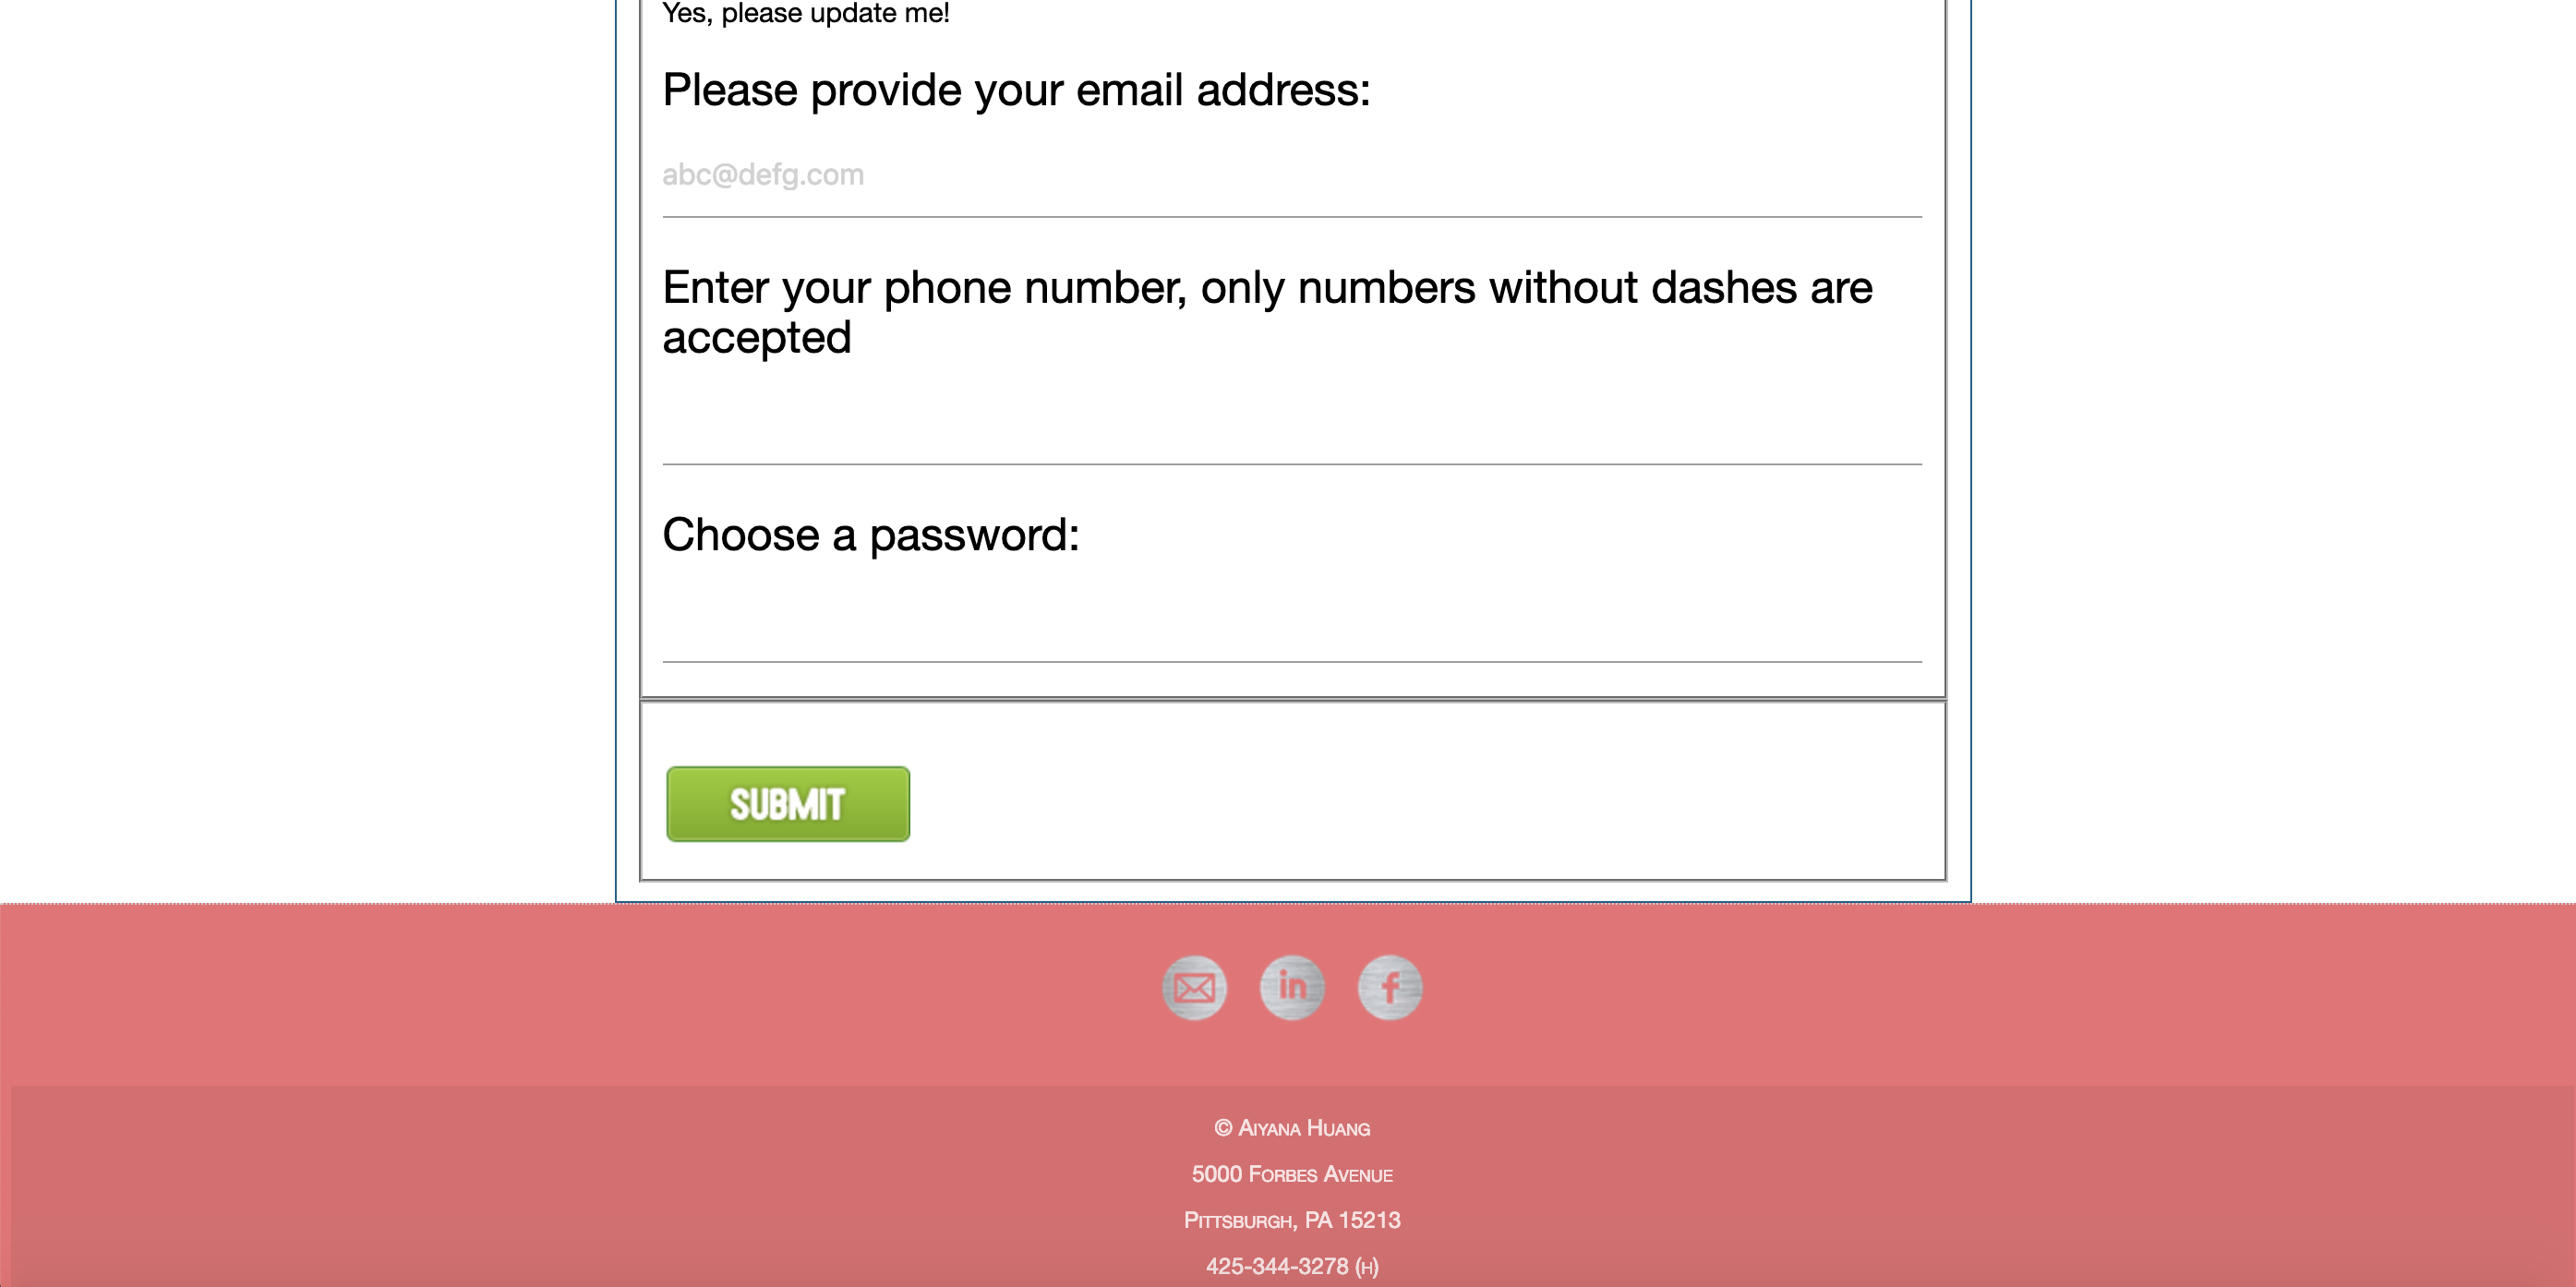 Yes, please update me!
Please provide your email address:
abc@defg.com
Enter your phone number, only numbers without dashes are
accepted
Choose a password:
SUBMIT
in f
© Aiyana Huang
5000 Forbes Avenue
Pittsburgh, PA 15213
425-344-3278 (h)